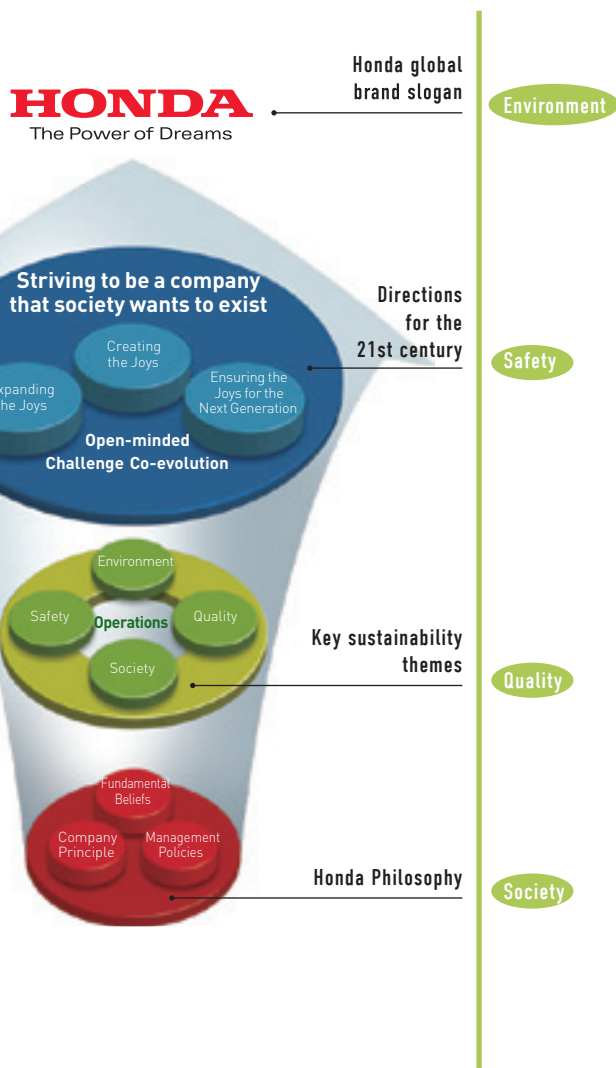 Honda global
brand slogan
HONDA
The Power of Dreams
Environment
Striving to be a company
that society wants to exist
Creating
the Joys
xpanding
he Joys
Ensuring the
Joys for the
Next Generation
Open-minded
Challenge Co-evolution
Directions
for the
21st century
Safety
Environment
Safety
Operations
Quality
Society
Key sustainability
themes
Quality
Fundamental
Beliefs
Company
Principle
Management
Policies
Honda Philosophy
Society